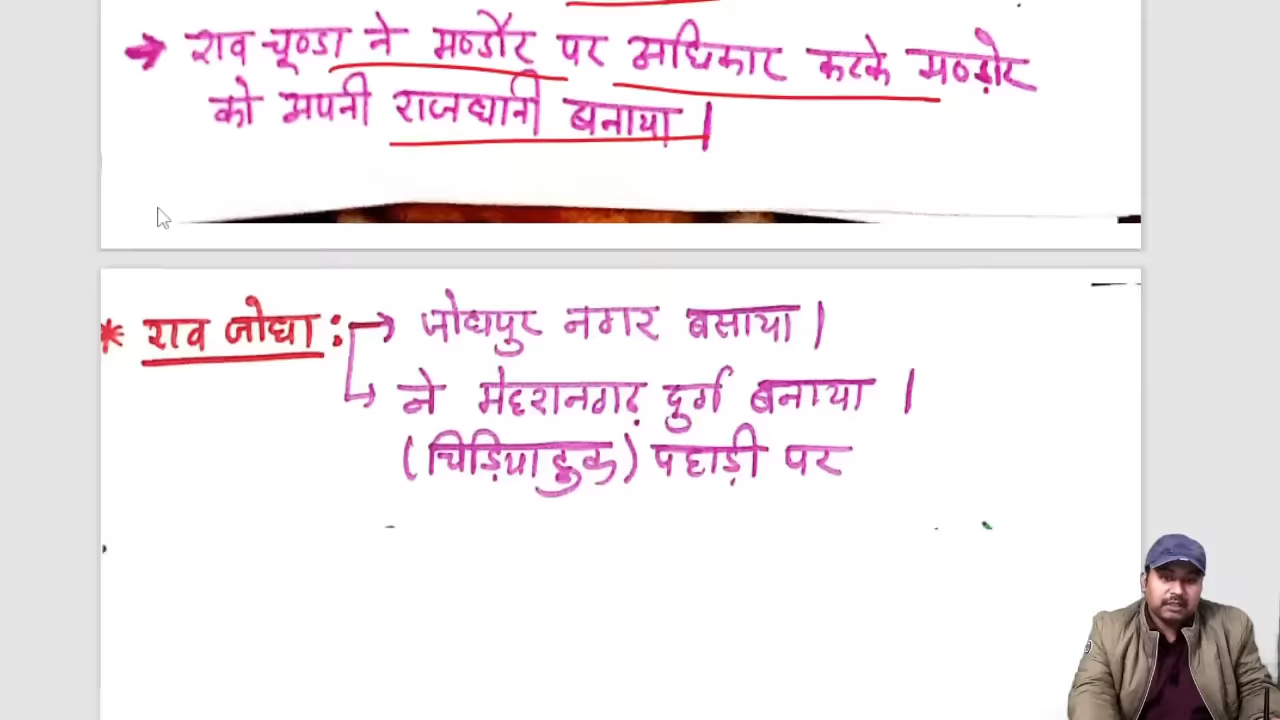 → राव चूण्डा ने मण्डौर पर अधिकार करके मण्ड़ोर
को अपनी राजधानी बनाया |
* राव जोधा :→ जोधपुर नगर बसाया |
→ ने मेहरानगढ़ दुर्ग बनाया |
(चिड़ियाटुक) पहाड़ी पर